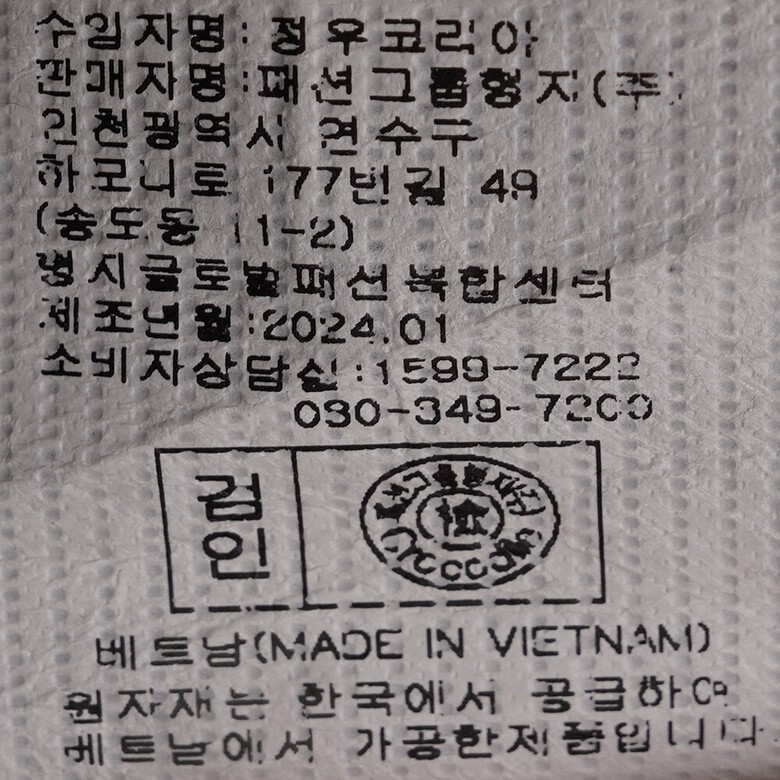 수입자명: 정우코리아
판매자명:패션그룹형지(주)
인천광역시 연수구
하모니로 177번길 49
(송도동 11-2)
형지글로벌패션복합센터
제조년월:2024.01
소비자상담실:1599-7222
080-349-7200
검
인
베트남(MADE IN VIETNAM)
원자재는 한국에서 공급하여
베트남에서 가공한제품입니다